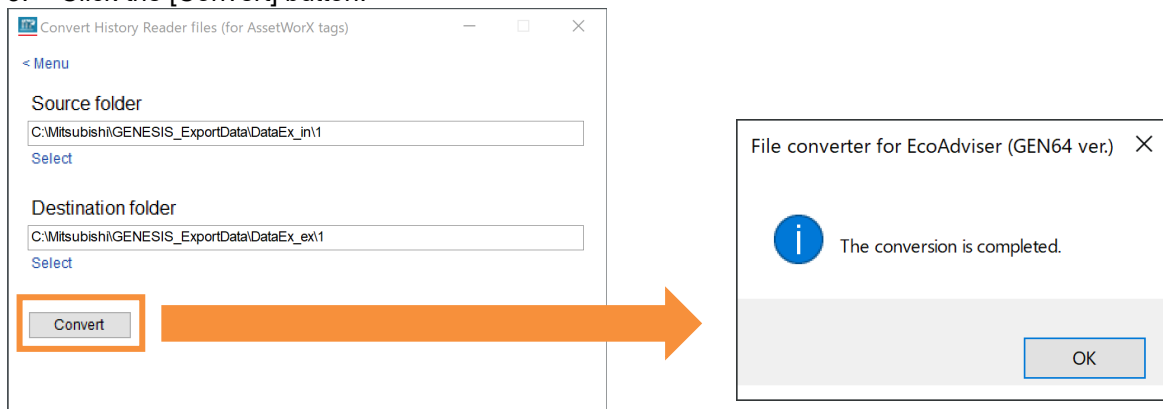 Convert History Reader files (for AssetWorX tags)
< Menu
Source folder
C:\Mitsubishi\GENESIS_ExportData\DataEx_in\1
Select
Destination folder
C:\Mitsubishi\GENESIS_ExportData\DataEx_ex\1
Select
Convert
File converter for EcoAdviser (GEN64 ver.)
The conversion is completed.
OK